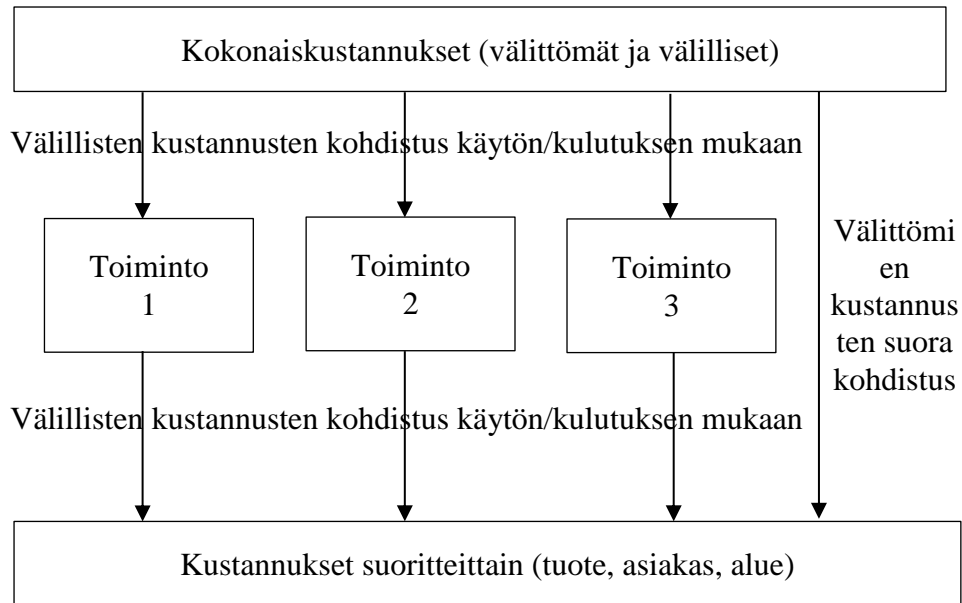 Kokonaiskustannukset (välittömät ja välilliset)
Välillisten kustannusten kohdistus käytön/kulutuksen mukaan
Toiminto
1
Toiminto
2
Toiminto
3
Välittömi
en
kustannus
ten suora
kohdistus
Välillisten kustannusten kohdistus käytön/kulutuksen mukaan
Kustannukset suoritteittain (tuote, asiakas, alue)